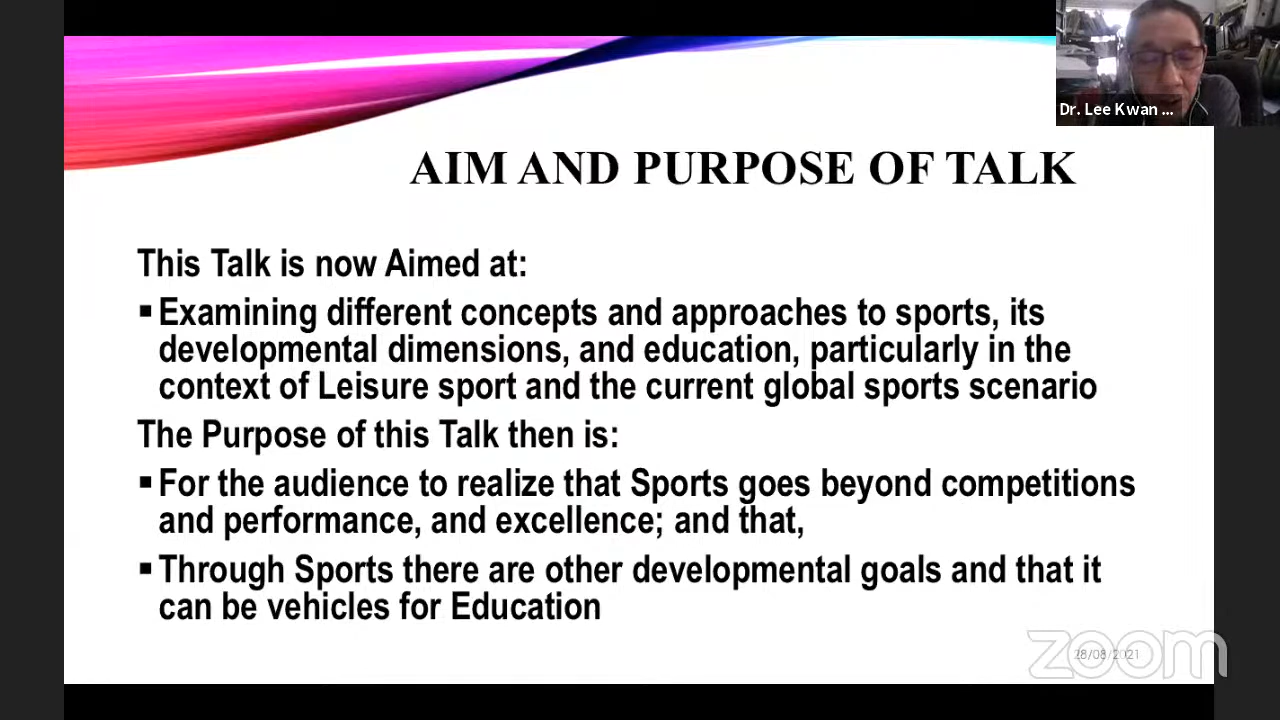 Dr. Lee Kwan ...
AIM AND PURPOSE OF TALK
This Talk is now Aimed at:
▪Examining different concepts and approaches to sports, its
developmental dimensions, and education, particularly in the
context of Leisure sport and the current global sports scenario
The Purpose of this Talk then is:
▪For the audience to realize that Sports goes beyond competitions
and performance, and excellence; and that,
▪Through Sports there are other developmental goals and that it
can be vehicles for Education
28/08/2021
zoom